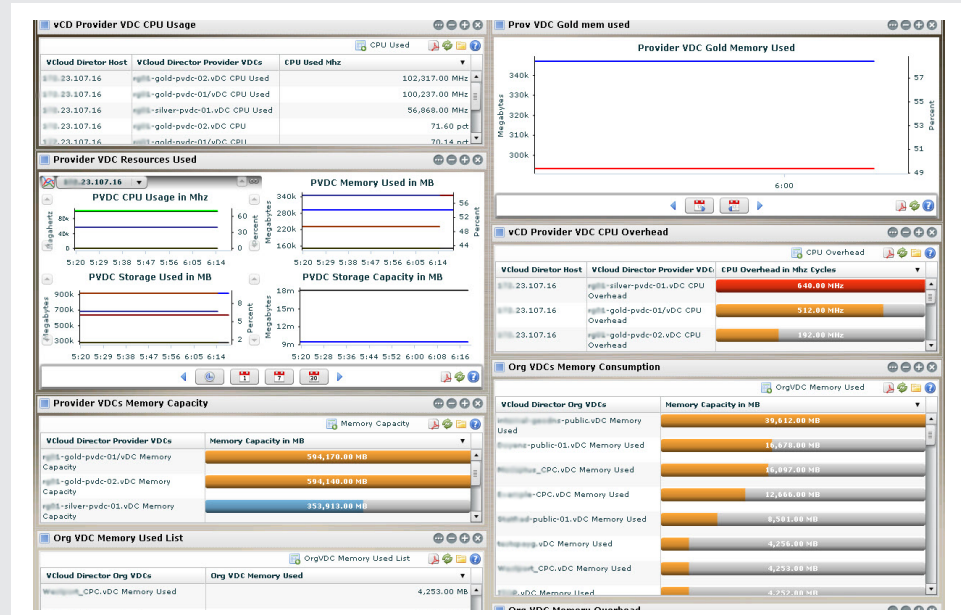 vCD Provider VDC CPU Usage
CPU Used
VCloud Diretor Host VCloud Director Provider VDCs CPU Used Mhz
.23.107.16 -gold-pvdc-02.vDC CPU Used 102,317.00 MHz
.23.107.16 -gold-pvdc-01/vDC CPU Used 100,237.00 MHz
.23.107.16 -silver-pvdc-01.vDC CPU Used 56,868.00 MHz
.23.107.16 -gold-pvdc-02.vDC CPU 71.60 pct
.23.107.16 -gold-pvdc-01/vDC CPU 70.14 pct
Provider VDC Resources Used
.23.107.16
PVDC CPU Usage in Mhz
Megahertz
80k
40k
0
60
30
0
Percent
5:20 5:29 5:38 5:47 5:56 6:05 6:14
PVDC Memory Used in MB
Megabytes
340k
280k
220k
160k
56
52
48
44
Percent
5:20 5:29 5:38 5:47 5:56 6:05 6:14
PVDC Storage Used in MB
Megabytes
900k
700k
500k
300k
8
5
2
Percent
5:20 5:29 5:38 5:47 5:56 6:05 6:14
PVDC Storage Capacity in MB
Megabytes
18m
15m
12m
9m
5:20 5:28 5:36 5:44 5:52 6:00 6:08 6:16
1 7 30
Provider VDCs Memory Capacity
Memory Capacity
VCloud Director Provider VDCs Memory Capacity in MB
-gold-pvdc-01/vDC Memory 594,170.00 MB
Capacity
-gold-pvdc-02.vDC Memory 594,140.00 MB
Capacity
-silver-pvdc-01.vDC Memory 353,913.00 MB
Capacity
Org VDC Memory Used List
OrgVDC Memory Used List
VCloud Director Org VDCs Org VDC Memory Used
_CPC.vDC Memory Used 4,253.00 MB
Prov VDC Gold mem used
Provider VDC Gold Memory Used
Megabytes
340k
330k
320k
310k
300k
57
55
53
51
49
Percent
6:00
vCD Provider VDC CPU Overhead
CPU Overhead
VCloud Diretor Host VCloud Director Provider VDC CPU Overhead in Mhz Cycles
.23.107.16 -silver-pvdc-01.vDC CPU 640.00 MHz
Overhead
.23.107.16 -gold-pvdc-01/vDC CPU 512.00 MHz
Overhead
.23.107.16 -gold-pvdc-02.vDC CPU 192.00 MHz
Overhead
Org VDCs Memory Consumption
OrgVDC Memory Used
VCloud Director Org VDCs Memory Capacity in MB
-public.vDC Memory 39,612.00 MB
Used
-public-01.vDC Memory Used 16,670.00 MB
_CPC.vDC Memory Used 16,097.00 MB
-CPC.vDC Memory Used 12,666.00 MB
-public-01.vDC Memory Used 8,501.00 MB
.vDC Memory Used 4,256.00 MB
_CPC.vDC Memory Used 4,253.00 MB
.vDC Memory Used 4,252.00 MB
Org VDC Memory Overhead